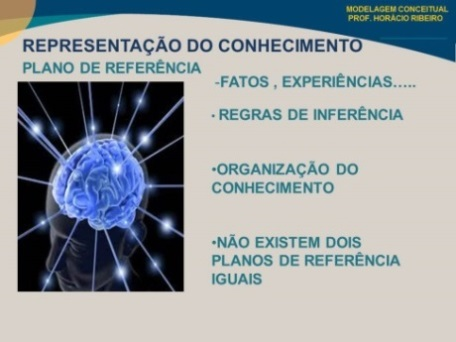 MODELAGEM CONCEITUAL
PROF. HORÁCIO RIBEIRO
REPRESENTAÇÃO DO CONHECIMENTO
PLANO DE REFERÊNCIA
-FATOS , EXPERIÊNCIAS.....
• REGRAS DE INFERÊNCIA
•ORGANIZAÇÃO DO
CONHECIMENTO
•NÃO EXISTEM DOIS
PLANOS DE REFERÊNCIA
IGUAIS